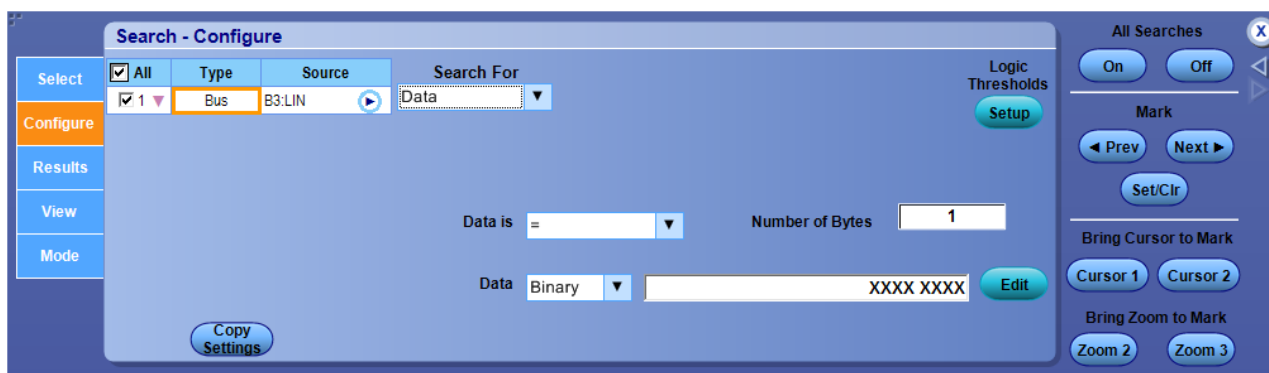 Search - Configure
Select
Configure
Results
View
Mode
All Type Source
1 Bus B3:LIN
Search For
Data
Logic
Thresholds
Setup
Data is =
Number of Bytes 1
Data Binary XXXX XXXX Edit
Copy
Settings
All Searches
X
On Off
Mark
◄ Prev Next ►
Set/Clr
Bring Cursor to Mark
Cursor 1 Cursor 2
Bring Zoom to Mark
Zoom 2 Zoom 3